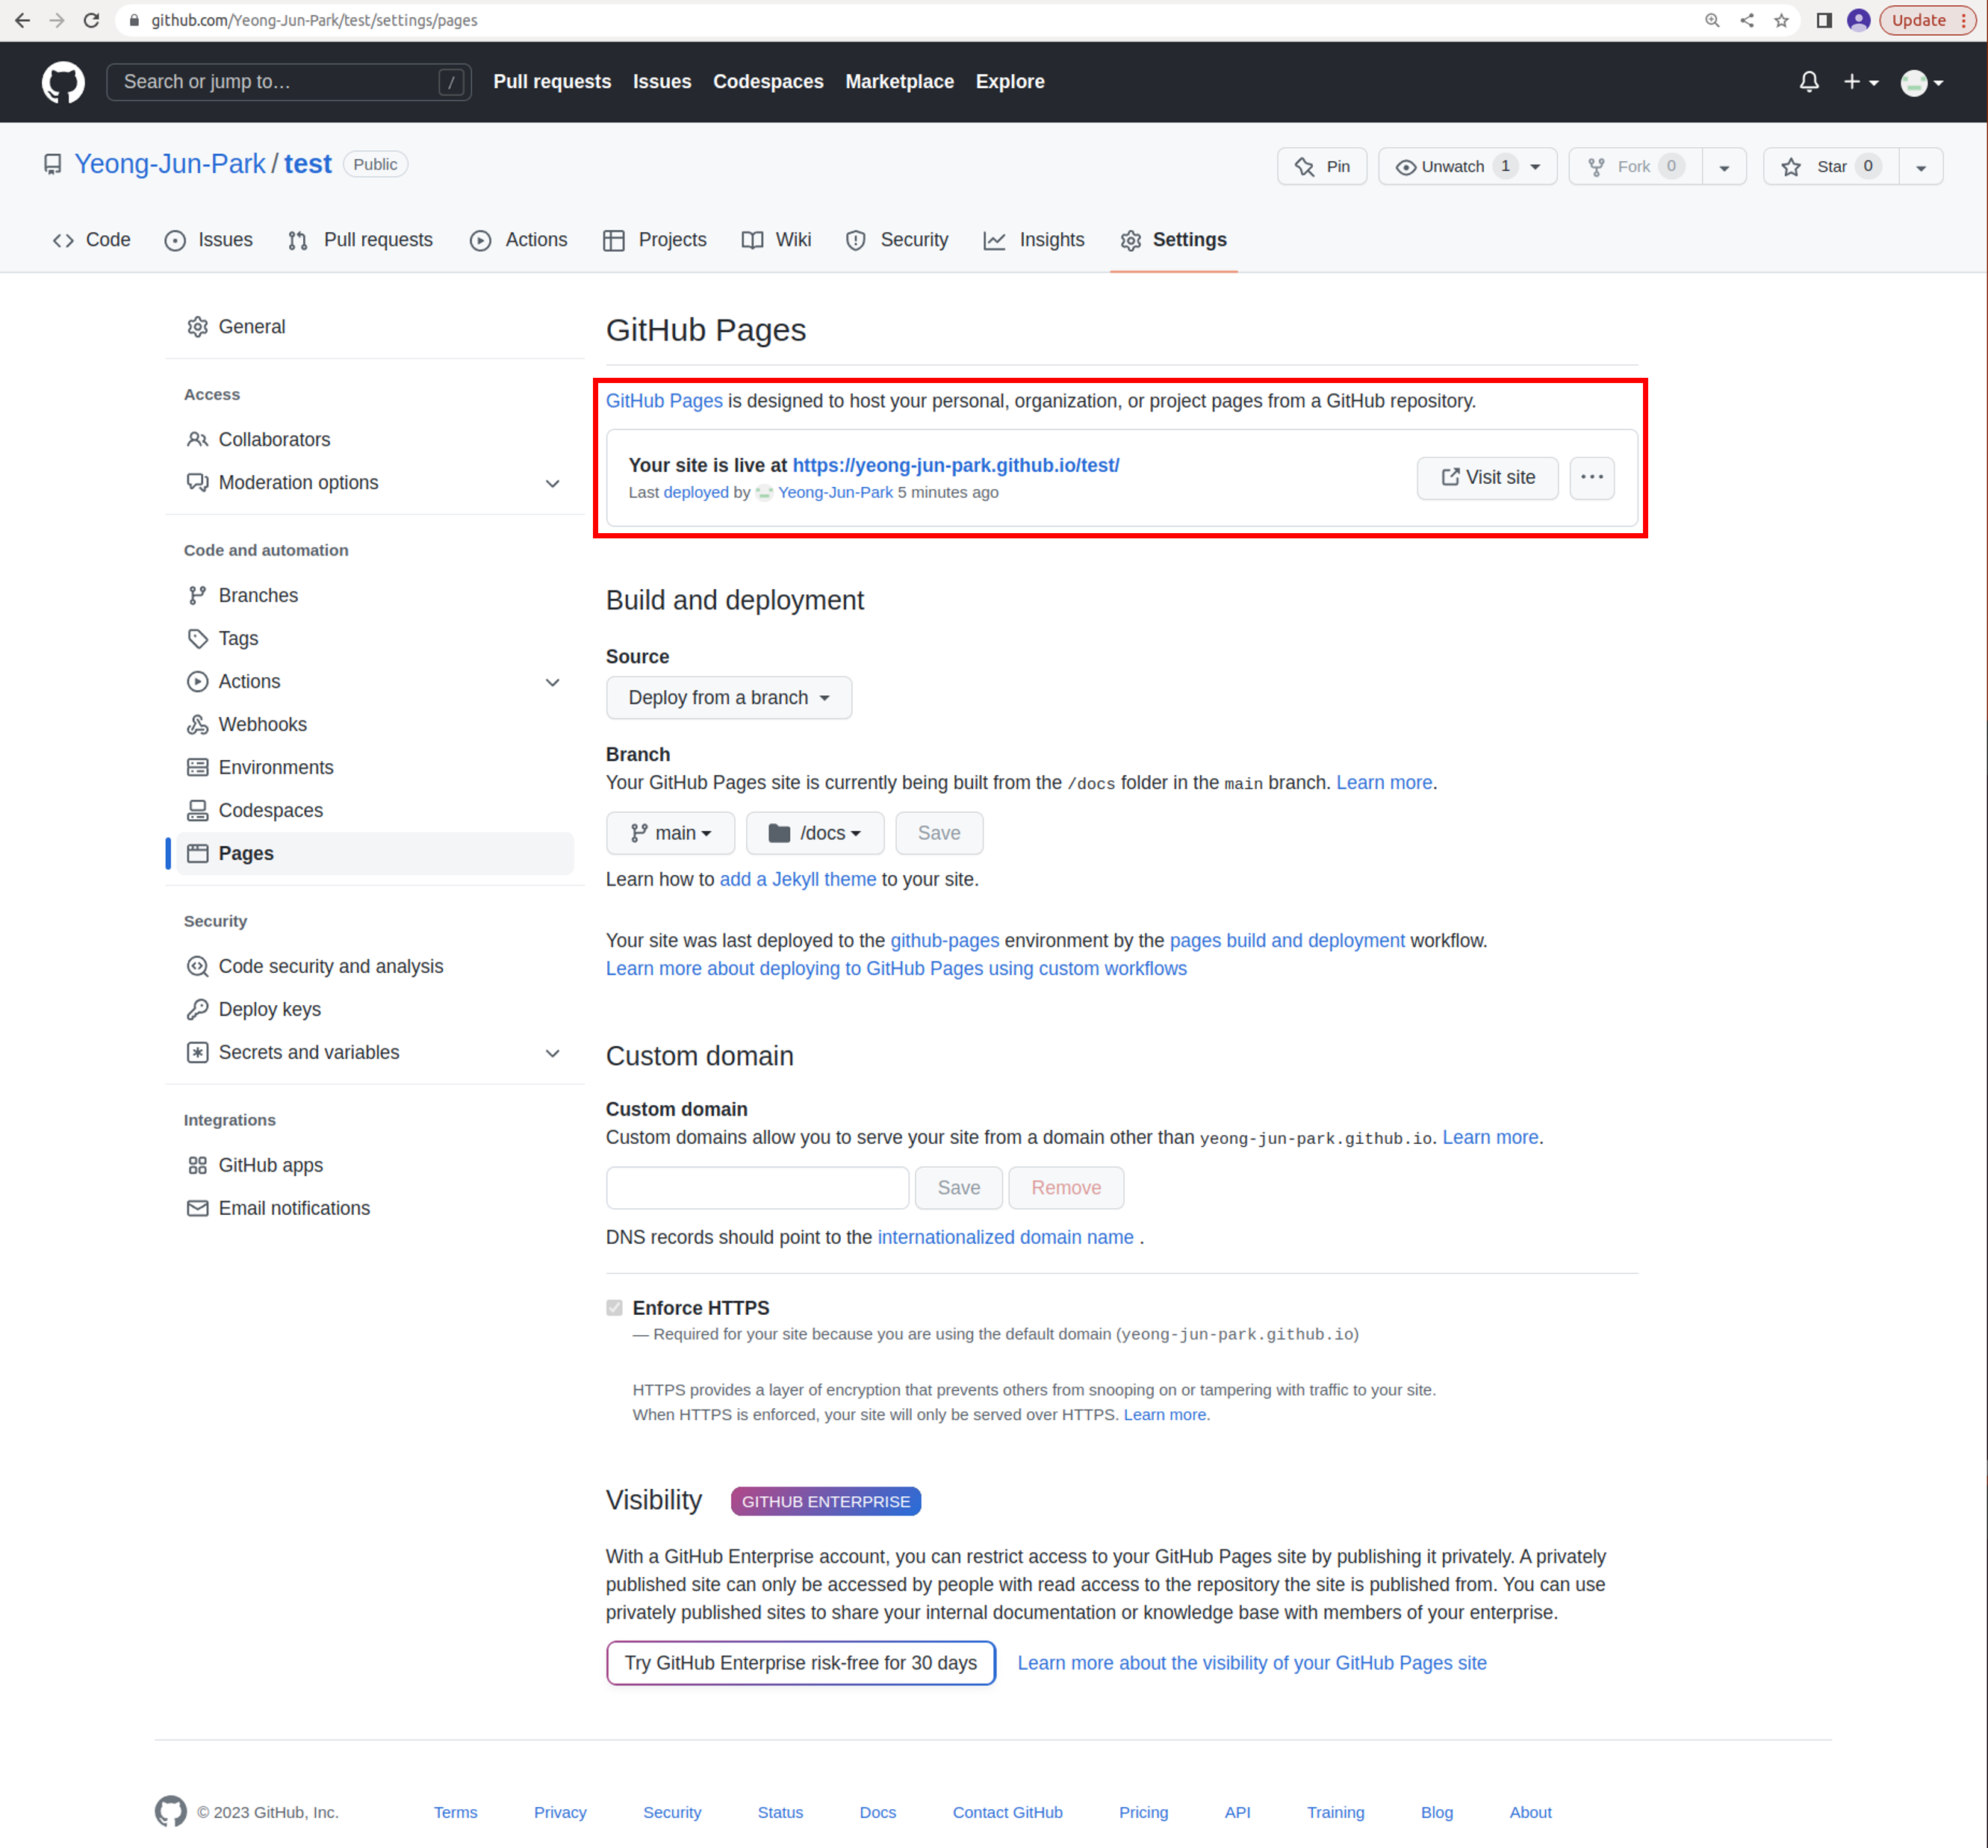 github.com/Yeong-Jun-Park/test/settings/pages
Update
Search or jump to...
/
Pull requests Issues Codespaces Marketplace Explore
Yeong-Jun-Park / test Public
Pin Unwatch 1 Fork 0 Star 0
Code Issues Pull requests Actions Projects Wiki Security Insights Settings
General
Access
Collaborators
Moderation options
Code and automation
Branches
Tags
Actions
Webhooks
Environments
Codespaces
Pages
Security
Code security and analysis
Deploy keys
Secrets and variables
Integrations
GitHub apps
Email notifications
GitHub Pages
GitHub Pages is designed to host your personal, organization, or project pages from a GitHub repository.
Your site is live at https://yeong-jun-park.github.io/test/
Last deployed by Yeong-Jun-Park 5 minutes ago
Visit site
Build and deployment
Source
Deploy from a branch
Branch
Your GitHub Pages site is currently being built from the /docs folder in the main branch. Learn more.
main /docs Save
Learn how to add a Jekyll theme to your site.
Your site was last deployed to the github-pages environment by the pages build and deployment workflow.
Learn more about deploying to GitHub Pages using custom workflows
Custom domain
Custom domain
Custom domains allow you to serve your site from a domain other than yeong-jun-park.github.io. Learn more.
Save Remove
DNS records should point to the internationalized domain name .
Enforce HTTPS
— Required for your site because you are using the default domain (yeong-jun-park.github.io)
HTTPS provides a layer of encryption that prevents others from snooping on or tampering with traffic to your site.
When HTTPS is enforced, your site will only be served over HTTPS. Learn more.
Visibility GITHUB ENTERPRISE
With a GitHub Enterprise account, you can restrict access to your GitHub Pages site by publishing it privately. A privately
published site can only be accessed by people with read access to the repository the site is published from. You can use
privately published sites to share your internal documentation or knowledge base with members of your enterprise.
Try GitHub Enterprise risk-free for 30 days Learn more about the visibility of your GitHub Pages site
© 2023 GitHub, Inc. Terms Privacy Security Status Docs Contact GitHub Pricing API Training Blog About